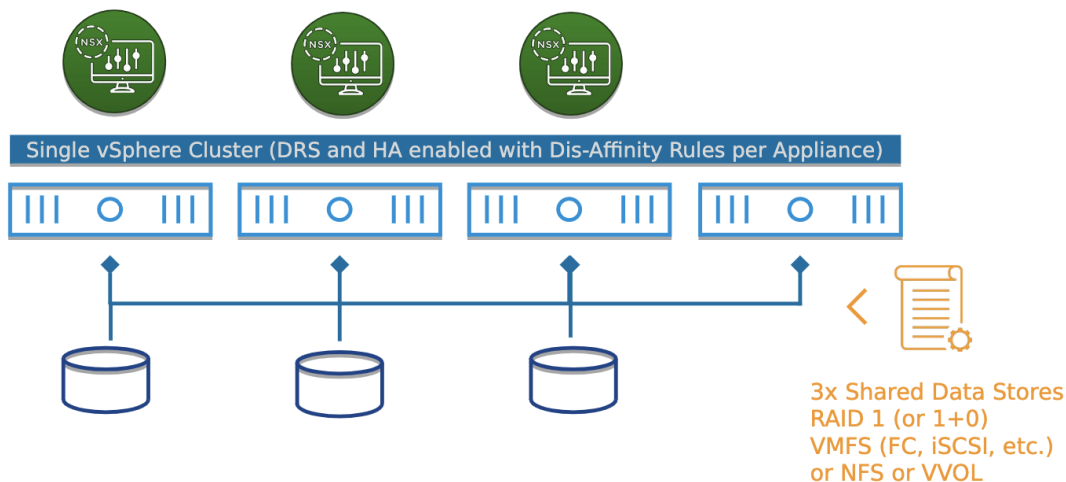 NSX
NSX
NSX
Single vSphere Cluster (DRS and HA enabled with Dis-Affinity Rules per Appliance)
3x Shared Data Stores
RAID 1 (or 1+0)
VMFS (FC, iSCSI, etc.)
or NFS or VVOL